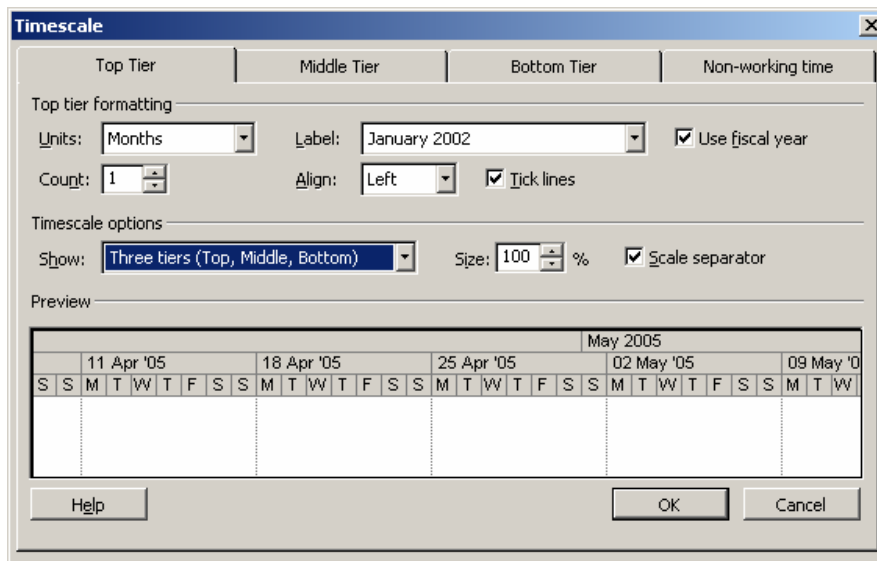 Timescale
Top Tier Middle Tier Bottom Tier Non-working time
Top tier formatting
Units: Months Label: January 2002 Use fiscal year
Count: 1 Align: Left Tick lines
Timescale options
Show: Three tiers (Top, Middle, Bottom) Size: 100 % Scale separator
Preview
May 2005
11 Apr '05 18 Apr '05 25 Apr '05 02 May '05 09 May '0
S S M T W T F S S M T W T F S S M T W T F S S M T W T F S S M T W
Help OK Cancel